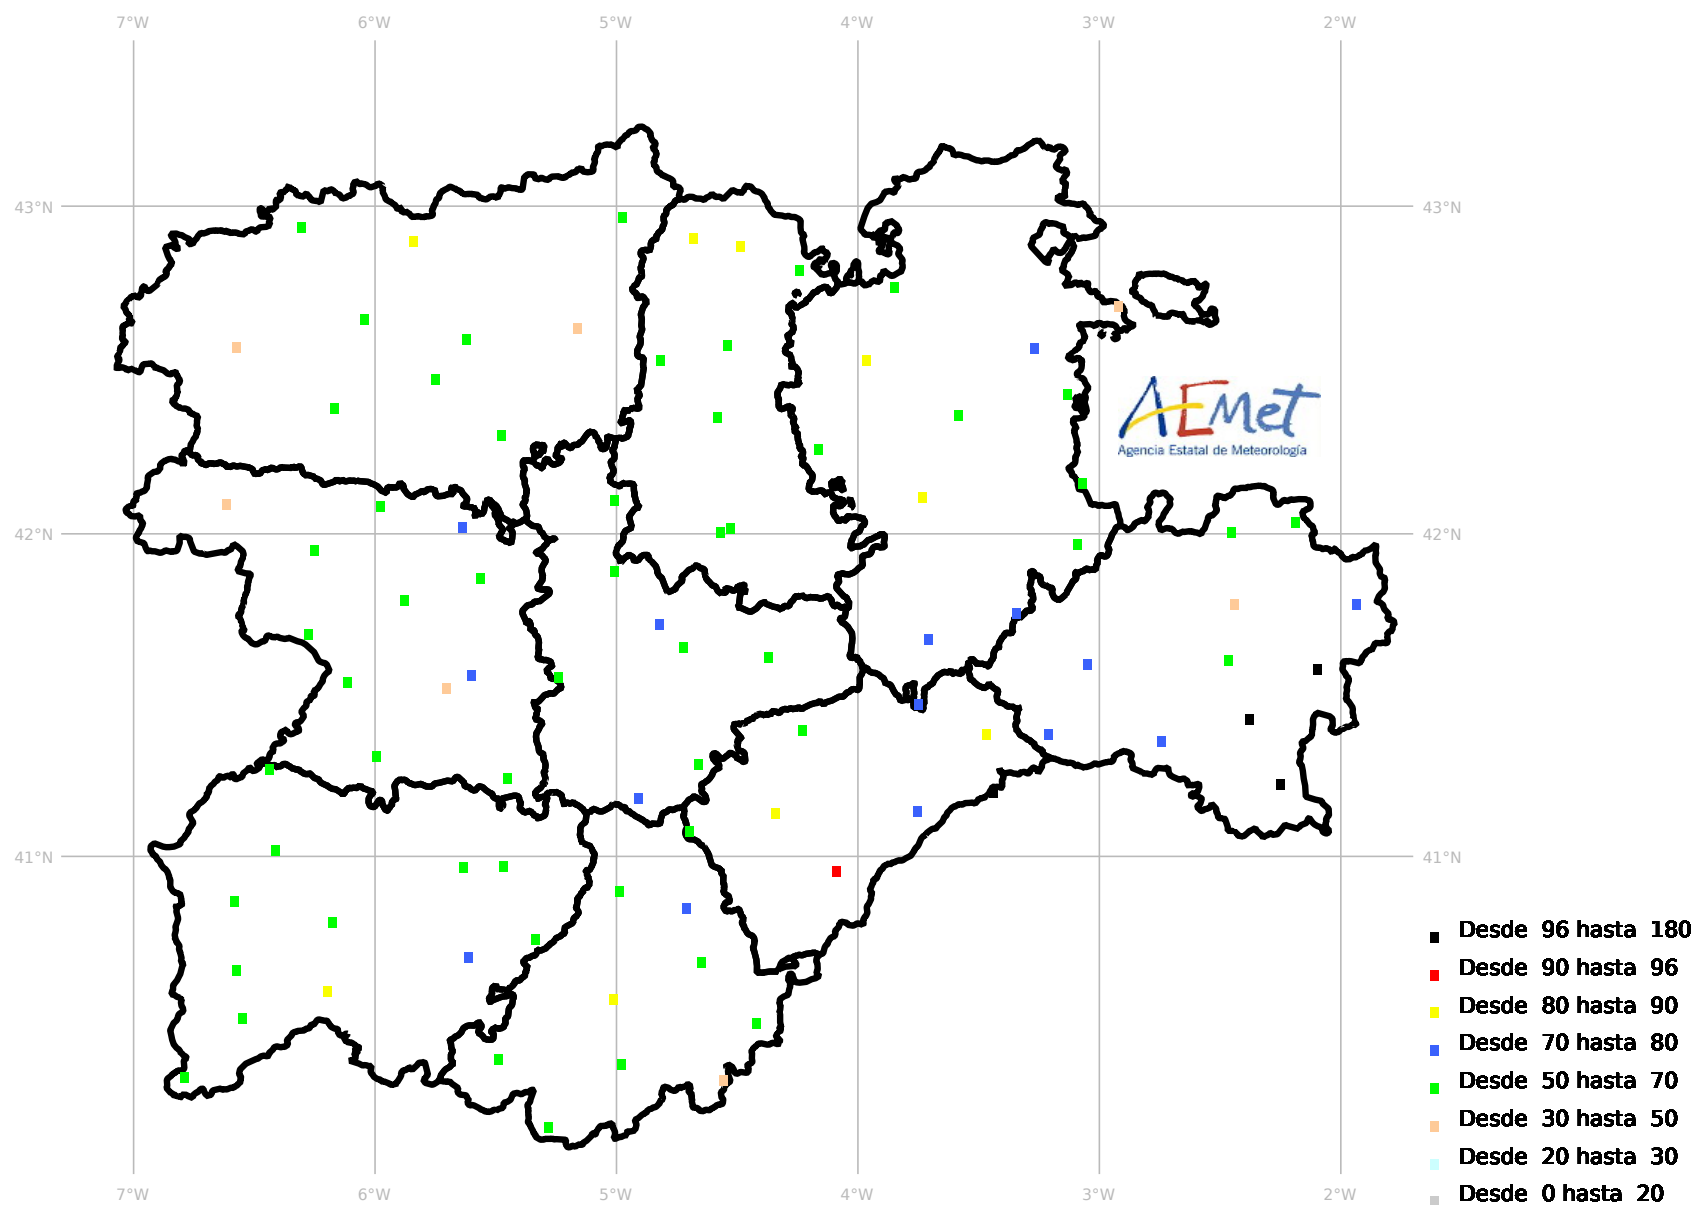 7°W 6°W 5°W 4°W 3°W 2°W
43°N 43°N
AEMet
Agencia Estatal de Meteorología
42°N 42°N
41°N 41°N
Desde 96 hasta 180
Desde 90 hasta 96
Desde 80 hasta 90
Desde 70 hasta 80
Desde 50 hasta 70
Desde 30 hasta 50
Desde 20 hasta 30
Desde 0 hasta 20
7°W 6°W 5°W 4°W 3°W 2°W